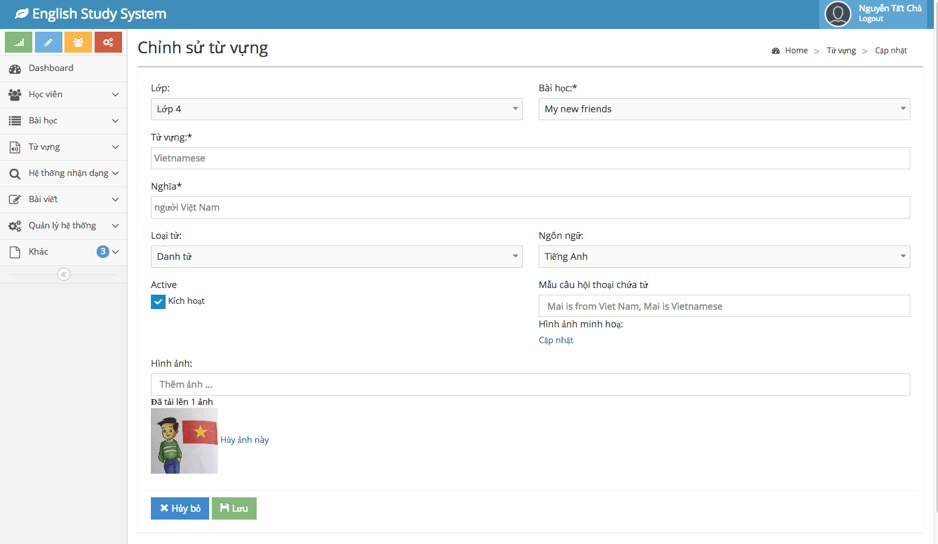 English Study System
Nguyễn Tất Chủ
Logout
Chỉnh sử từ vựng
Home > Từ vựng > Cập nhật
Dashboard
Học viên
Bài học
Từ vựng
Hệ thống nhận dạng
Bài viết
Quản lý hệ thống
Khác 3
Lớp:
Bài học:*
Lớp 4
My new friends
Từ vựng:*
Vietnamese
Nghĩa*
người Việt Nam
Loại từ:
Ngôn ngữ:
Danh từ
Tiếng Anh
Active
Mẫu câu hội thoại chứa từ
Kích hoạt
Mai is from Viet Nam, Mai is Vietnamese
Hình ảnh minh hoạ:
Cập nhật
Hình ảnh:
Thêm ảnh ...
Đã tải lên 1 ảnh
Hủy ảnh này
Hủy bỏ
Lưu